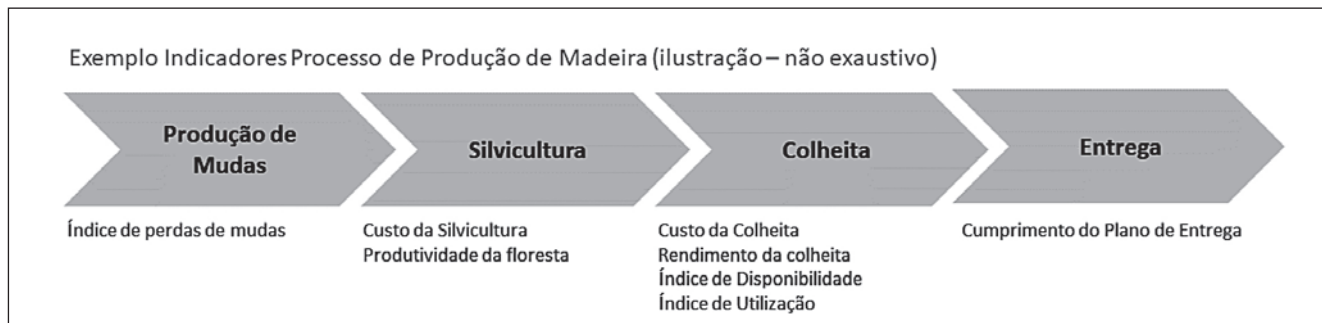 Exemplo Indicadores Processo de Produção de Madeira (ilustração – não exaustivo)
Produção de
Mudas
Silvicultura
Colheita
Entrega
Índice de perdas de mudas
Custo da Silvicultura
Produtividade da floresta
Custo da Colheita
Rendimento da colheita
Índice de Disponibilidade
Índice de Utilização
Cumprimento do Plano de Entrega